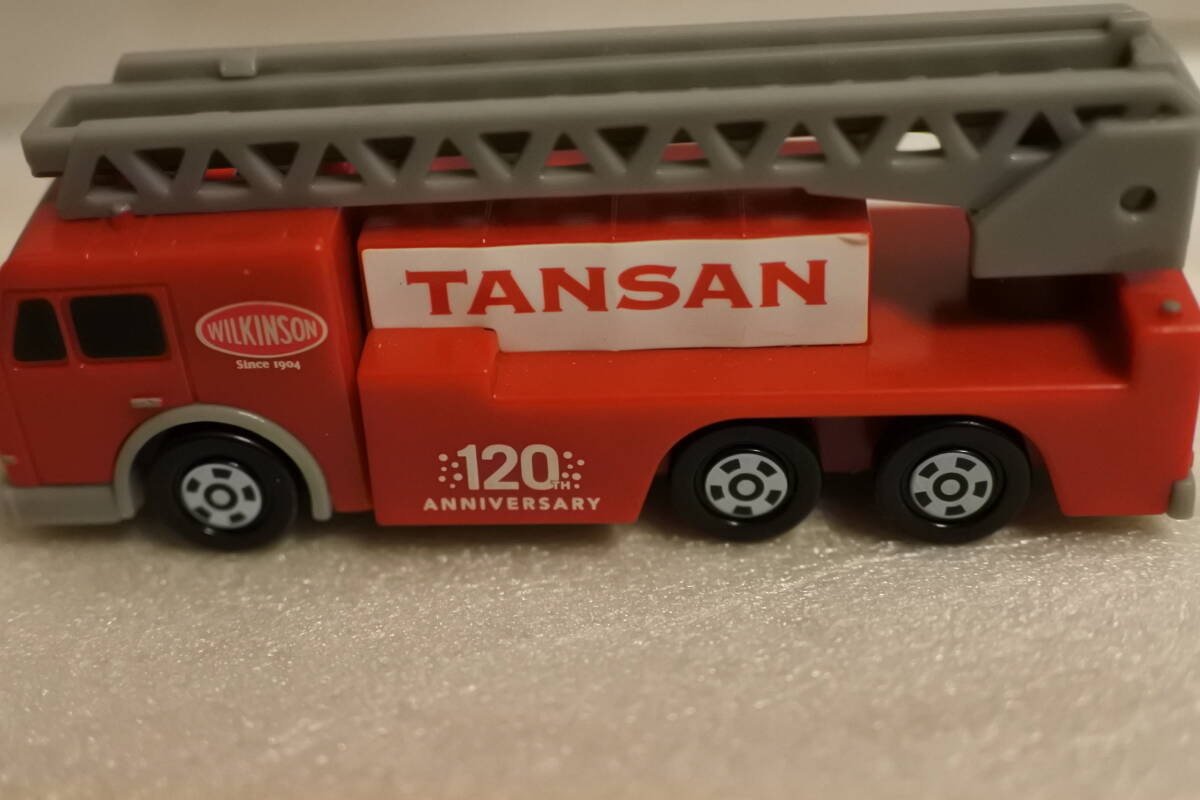 TANSAN
WILKINSON
Since 1904
120TH
ANNIVERSARY